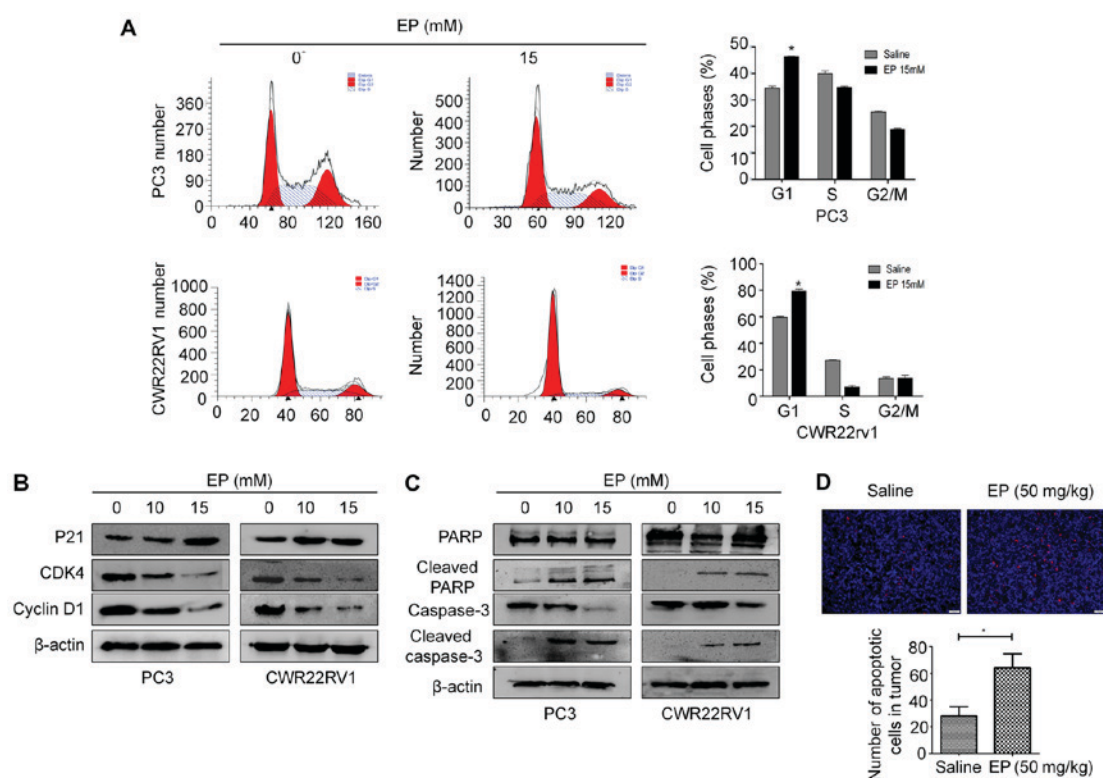 A
EP (mM)
0
15
PC3 number
360
270
180
90
0
0 40 80 120 160
Number
500
400
300
200
100
0
0 30 60 90 120
Cell phases (%)
50
40
30
20
10
0
*
Saline
EP 15mM
G1 S G2/M
PC3
CWR22RV1 number
1000
800
600
400
200
0
0 20 40 60 80
Number
1400
1200
1000
800
600
400
200
0
0 20 40 60 80
Cell phases (%)
80
60
40
20
0
*
Saline
EP 15mM
G1 S G2/M
CWR22rv1
B
EP (mM)
0 10 15 0 10 15
P21
CDK4
Cyclin D1
β-actin
PC3 CWR22RV1
C
EP (mM)
0 10 15 0 10 15
PARP
Cleaved
PARP
Caspase-3
Cleaved
caspase-3
β-actin
PC3 CWR22RV1
D
Saline EP (50 mg/kg)
Number of apoptotic
cells in tumor
80
60
40
20
0
*
Saline EP (50 mg/kg)